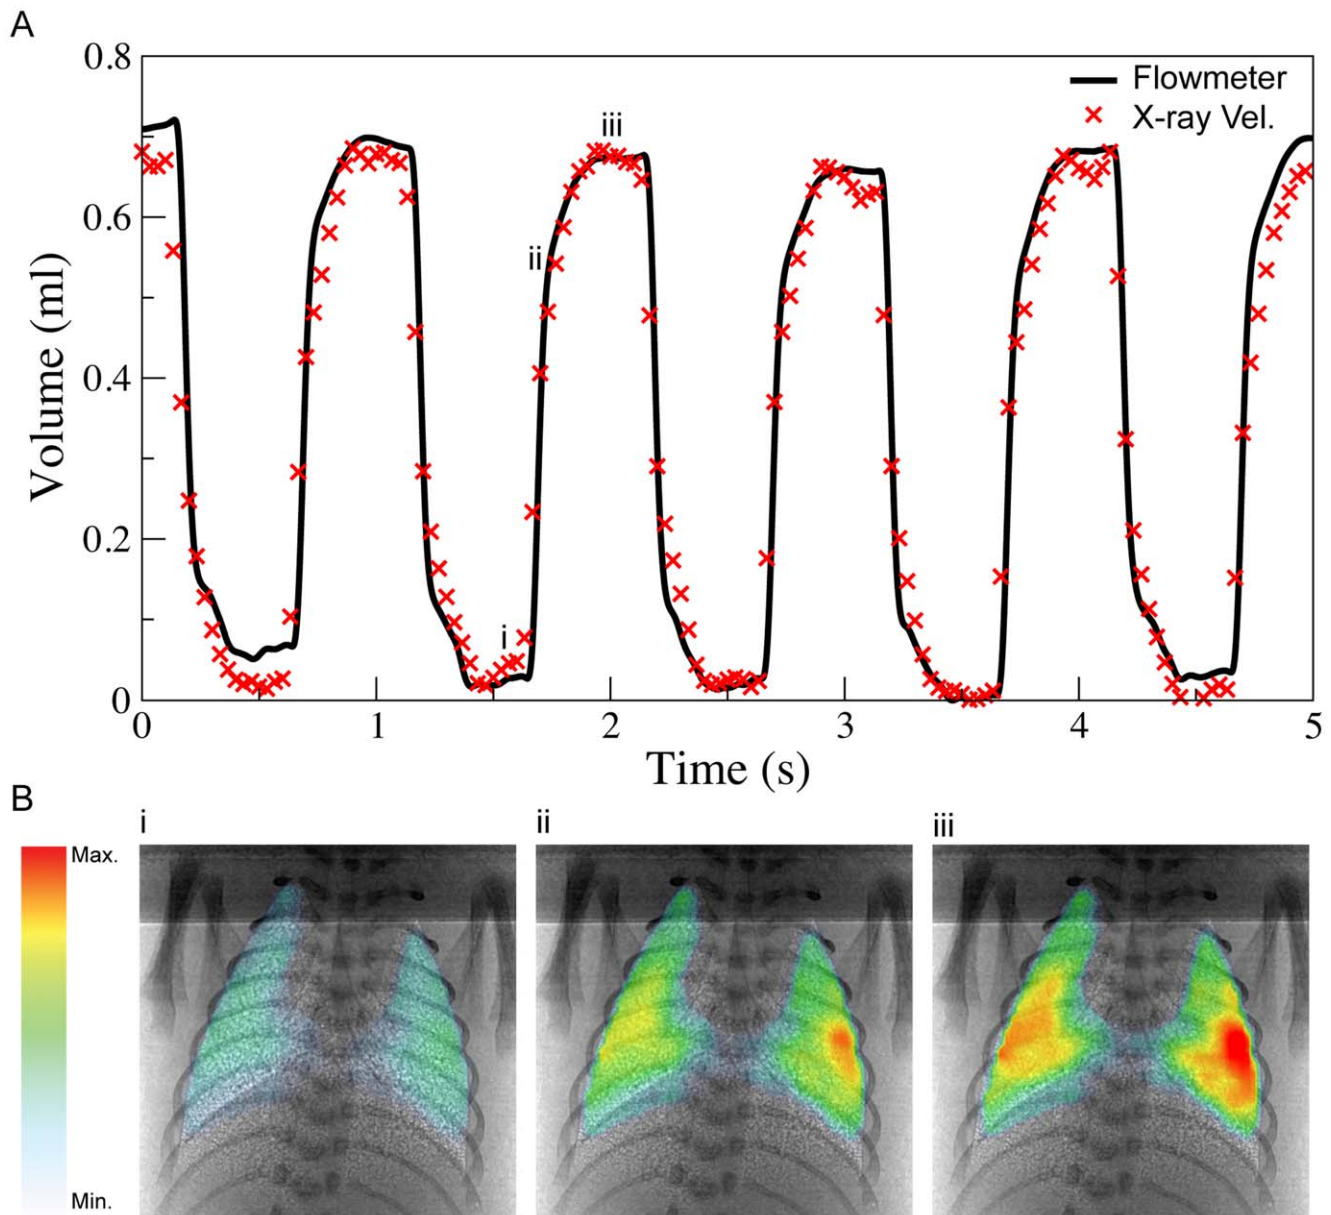 A
0.8
Flowmeter
X-ray Vel.
iii
0.6
ii
Volume (ml)
0.4
0.2
i
0
0 1 2 3 4 5
Time (s)
B
i ii iii
Max.
Min.